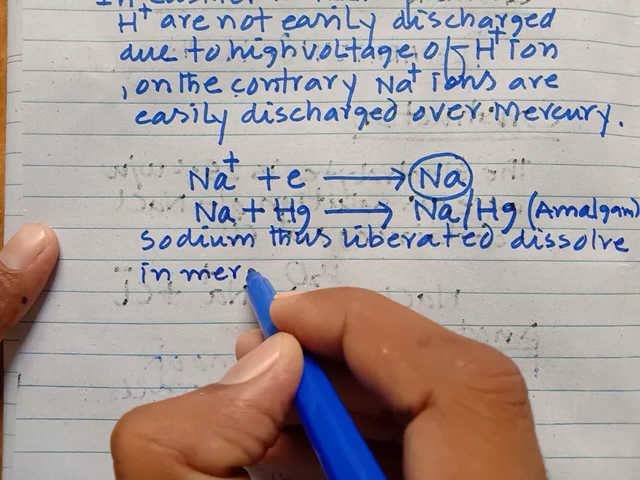 H⁺ are not easily discharged
due to high voltage of H⁺ ion
, on the contrary Na⁺ ions are
easily discharged over Mercury.
Na⁺ + e ⟶ Na
Na + Hg ⟶ Na/Hg (Amalgam)
sodium thus liberated dissolve
in mer